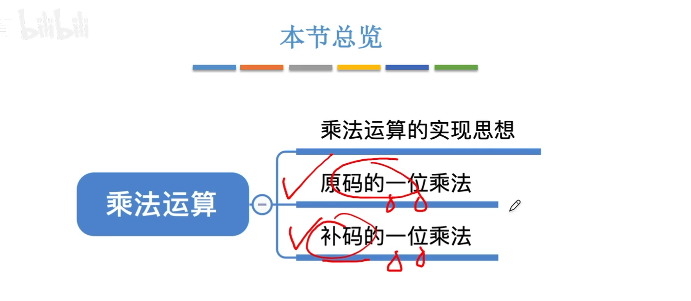 bilibili
本节总览
乘法运算的实现思想
乘法运算
原码的一位乘法
补码的一位乘法